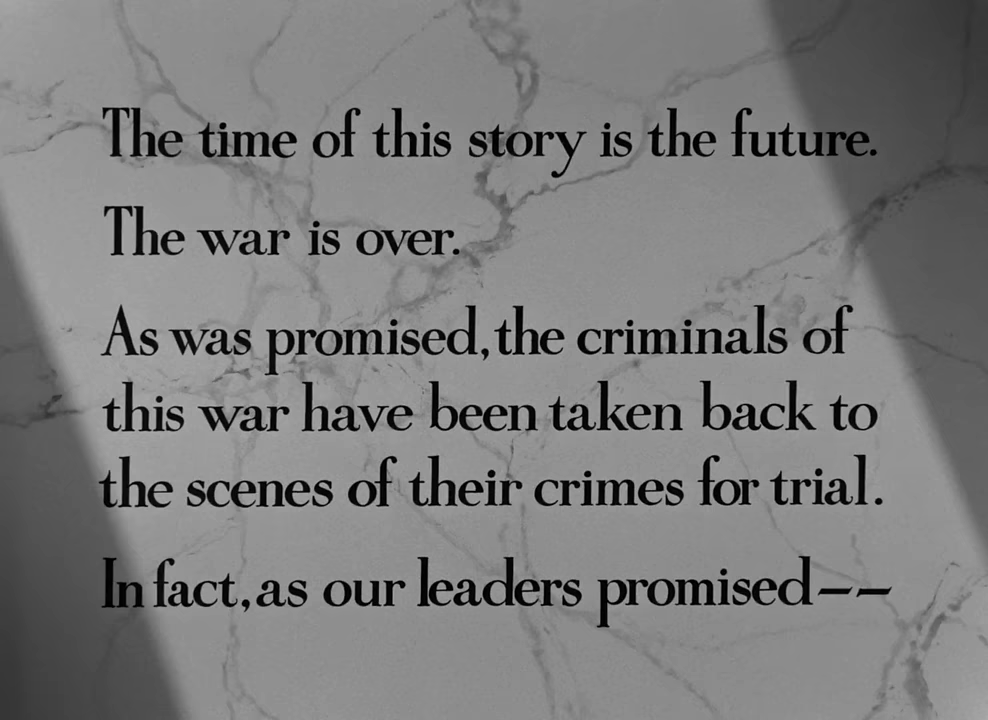 The time of this story is the future.
The war is over.
As was promised, the criminals of
this war have been taken back to
the scenes of their crimes for trial.
In fact, as our leaders promised--